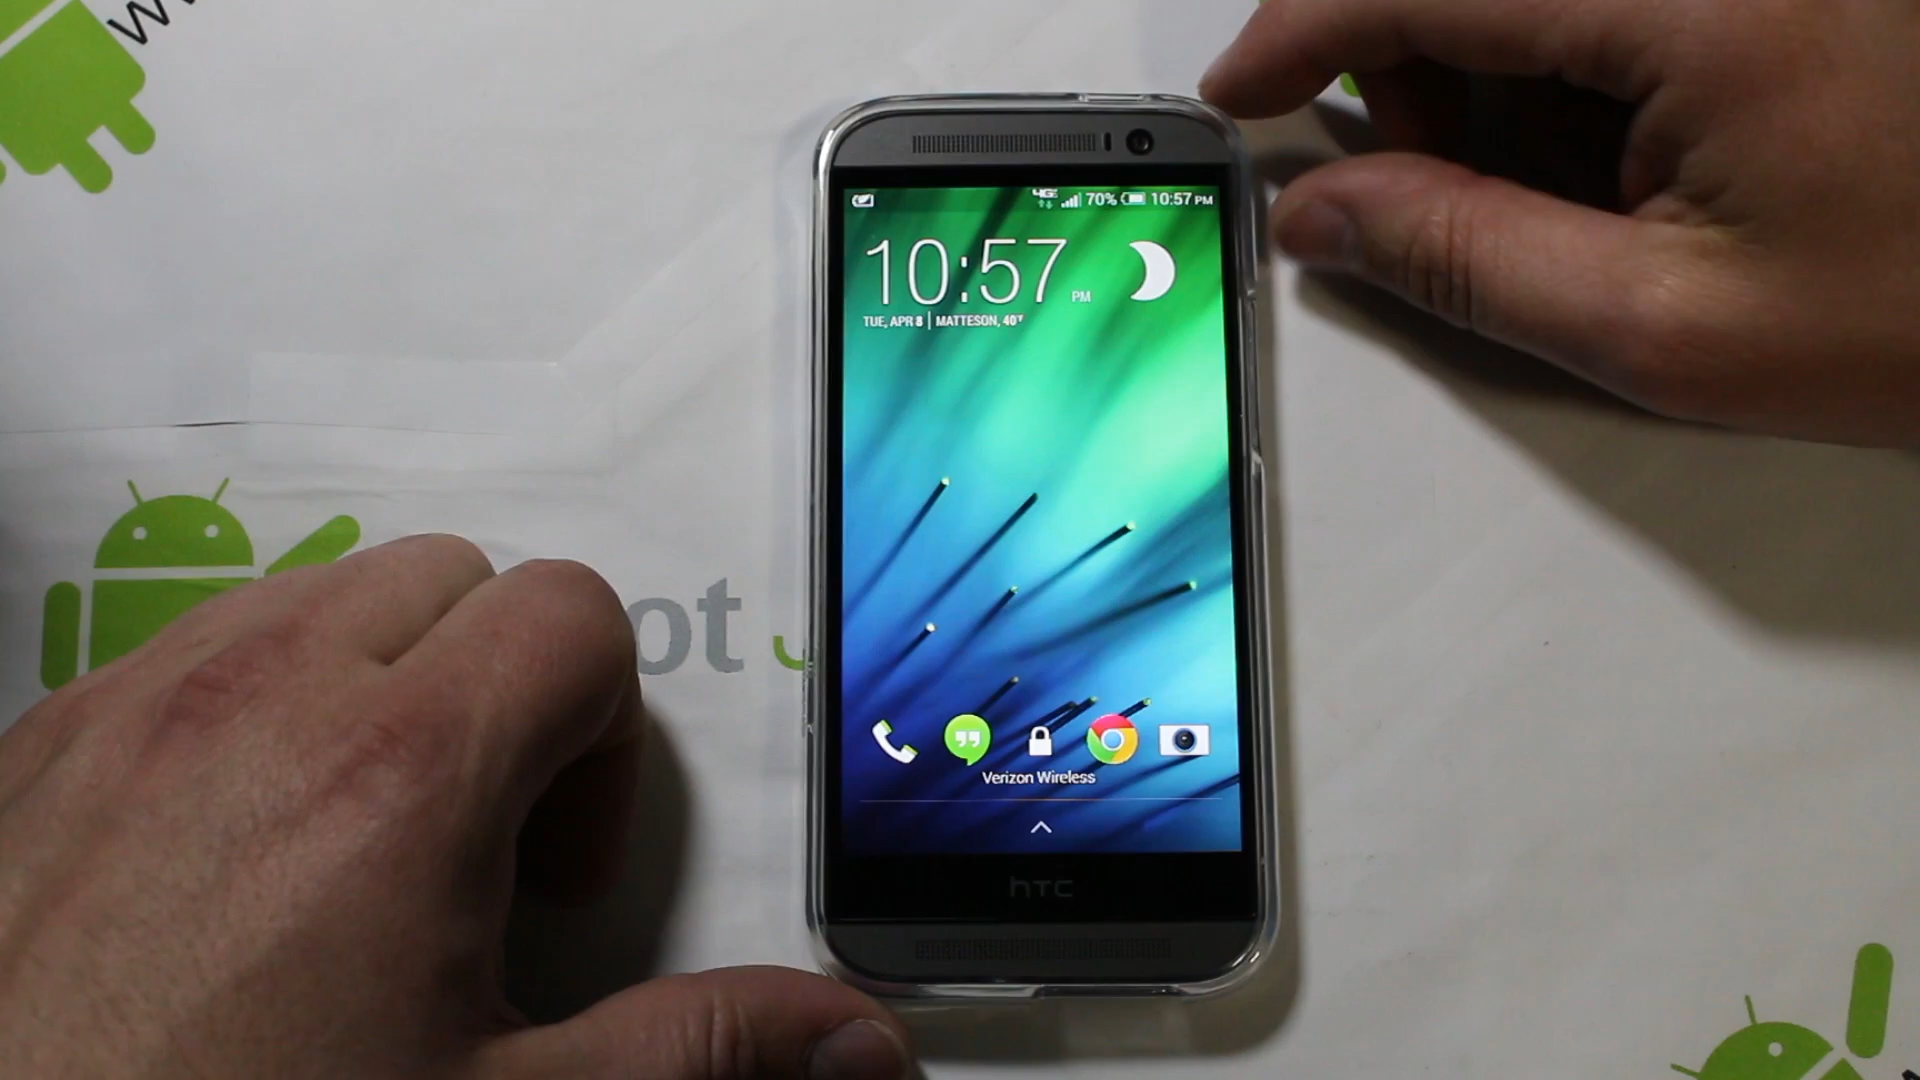 4G 70% 10:57 PM
10:57 PM
TUE, APR 8 | MATTESON, 40°
ot
Verizon Wireless
hTC